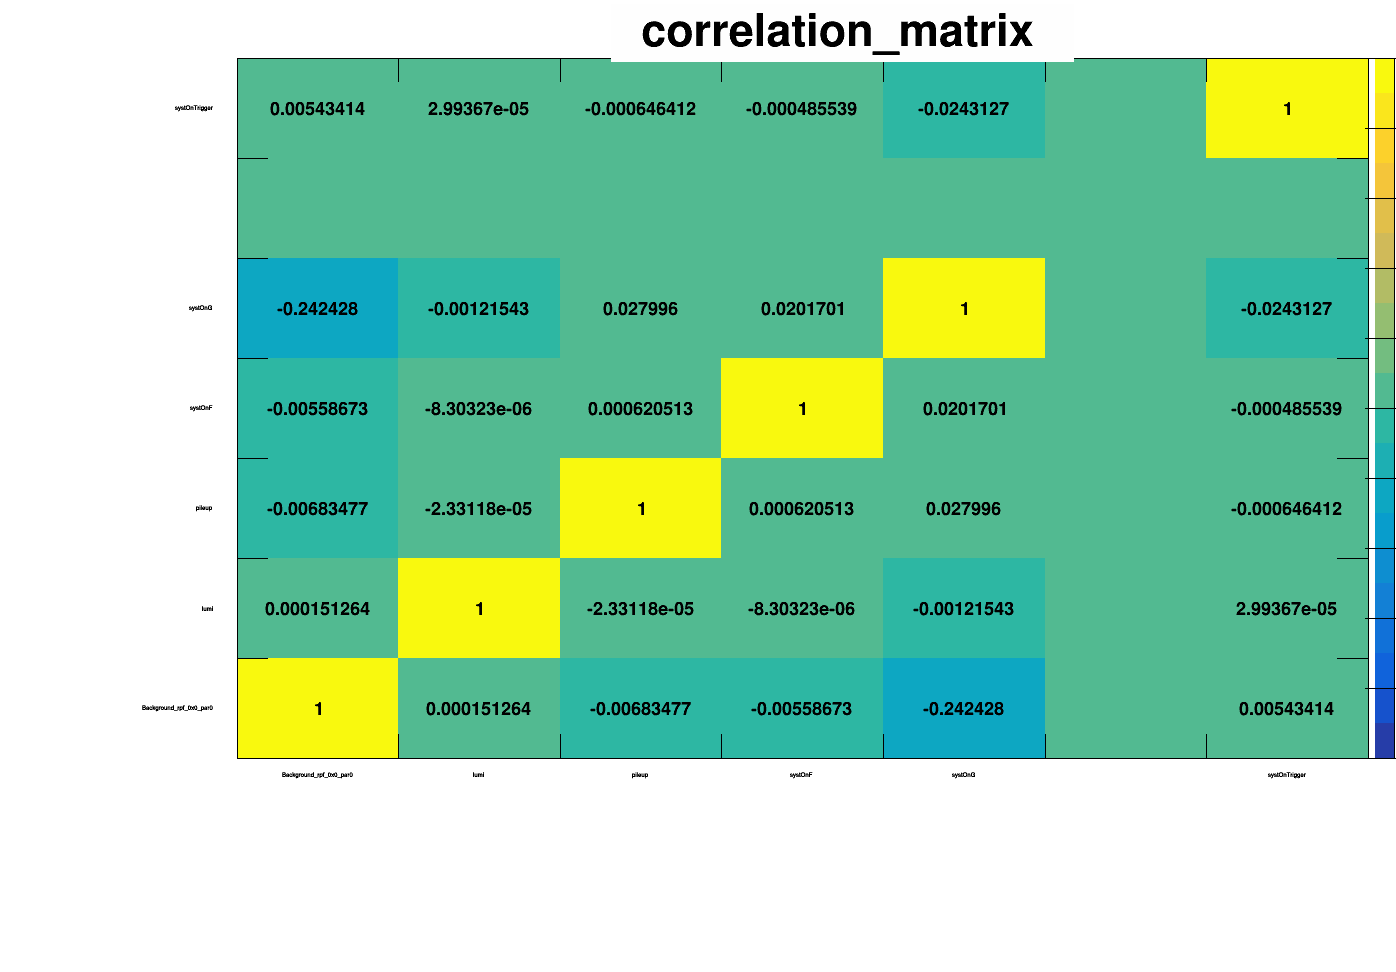 correlation_matrix
systOnTrigger 0.00543414 2.99367e-05 -0.000646412 -0.000485539 -0.0243127 1
systOnG -0.242428 -0.00121543 0.027996 0.0201701 1 -0.0243127
systOnF -0.00558673 -8.30323e-06 0.000620513 1 0.0201701 -0.000485539
pileup -0.00683477 -2.33118e-05 1 0.000620513 0.027996 -0.000646412
lumi 0.000151264 1 -2.33118e-05 -8.30323e-06 -0.00121543 2.99367e-05
Background_rpf_0x0_par0 1 0.000151264 -0.00683477 -0.00558673 -0.242428 0.00543414
Background_rpf_0x0_par0 lumi pileup systOnF systOnG systOnTrigger